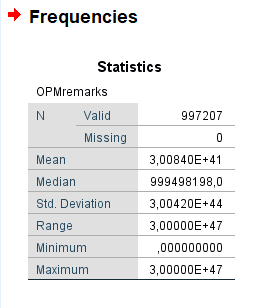 Frequencies
Statistics
OPMremarks
N Valid 997207
Missing 0
Mean 3,00840E+41
Median 999498198,0
Std. Deviation 3,00420E+44
Range 3,00000E+47
Minimum ,000000000
Maximum 3,00000E+47